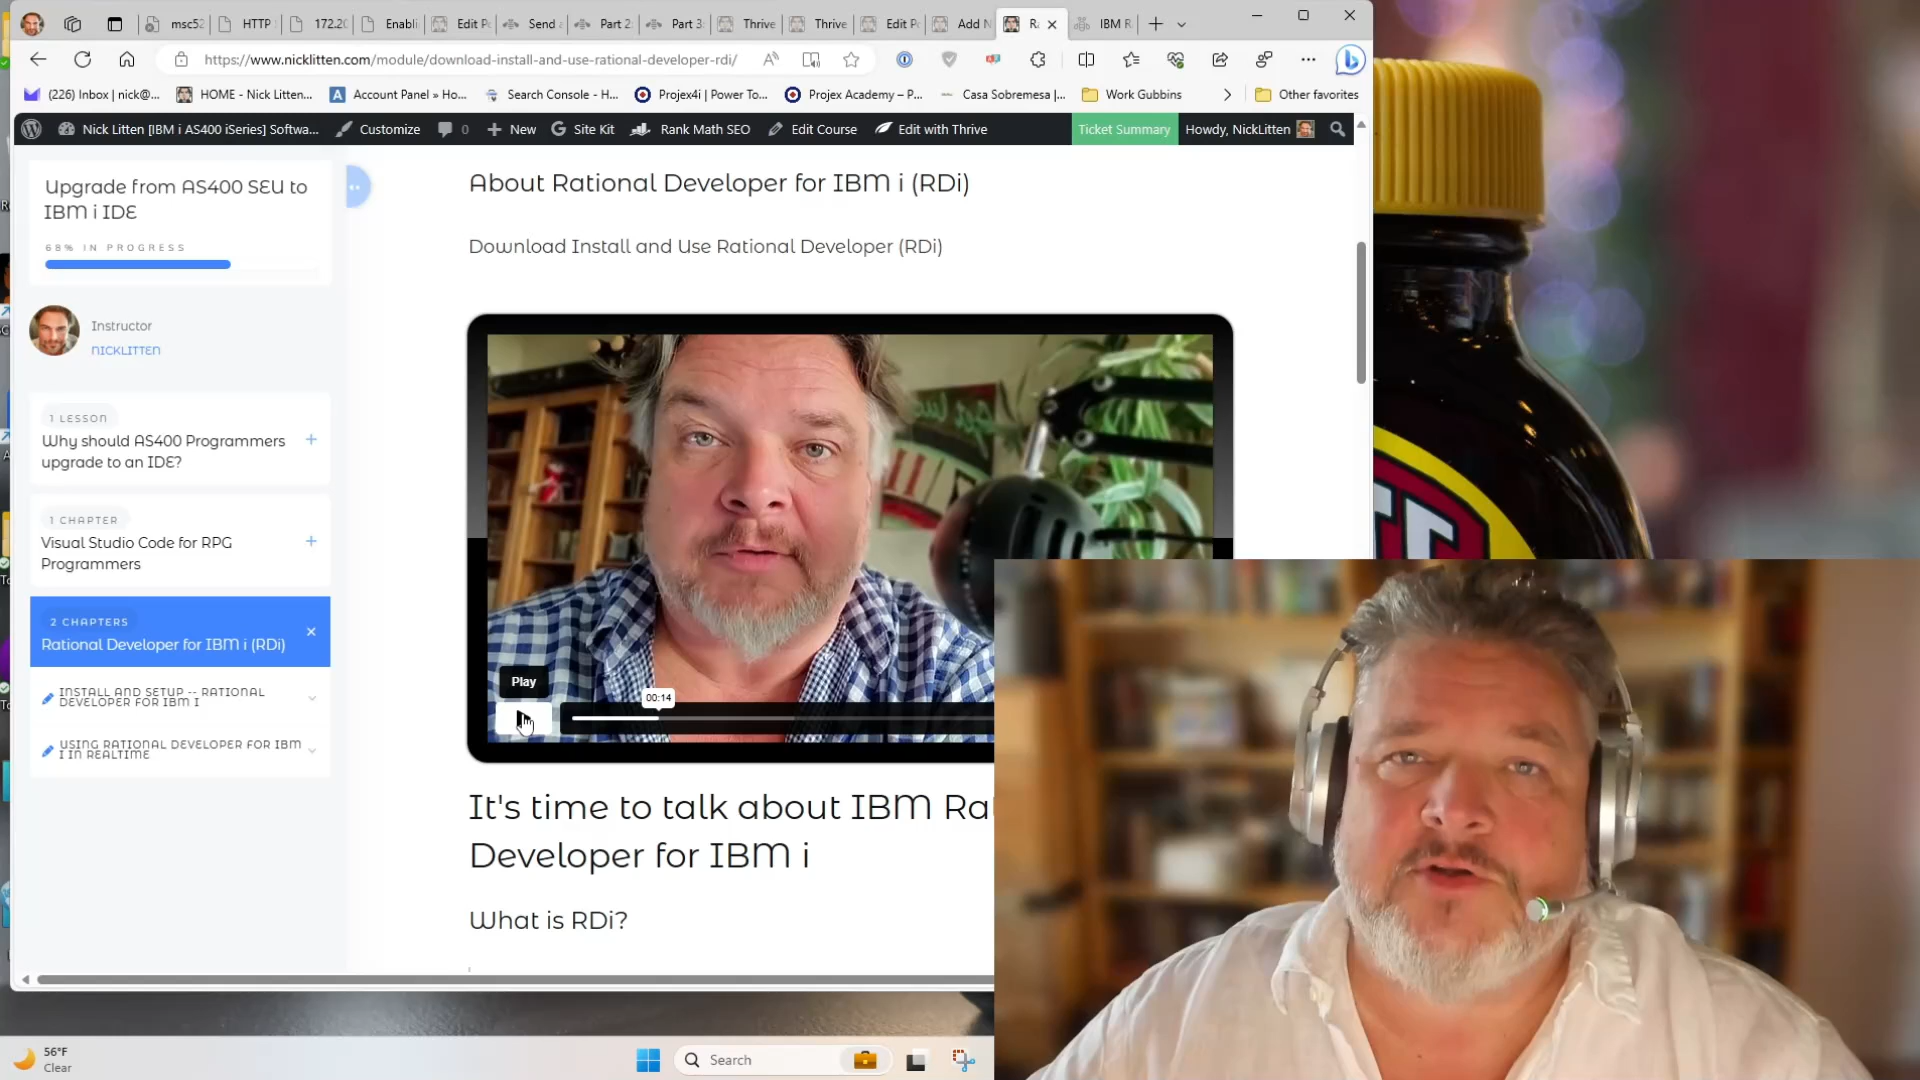 msc52
HTTP
172.20
Enabli
Edit P
Send a
Part 2:
Part 3:
Thrive
Thrive
Edit P
Add N
Ra
IBM R
https://www.nicklitten.com/module/download-install-and-use-rational-developer-rdi/
(226) Inbox | nick@...
HOME - Nick Litten...
Account Panel » Ho...
Search Console - H...
Projex4i | Power To...
Projex Academy – P...
Casa Sobremesa |...
Work Gubbins
Other favorites
Nick Litten [IBM i AS400 iSeries] Softwa...
Customize
0
New
Site Kit
Rank Math SEO
Edit Course
Edit with Thrive
Ticket Summary
Howdy, NickLitten
Upgrade from AS400 SEU to
IBM i IDE
68% IN PROGRESS
Instructor
NICKLITTEN
1 LESSON
Why should AS400 Programmers
upgrade to an IDE?
1 CHAPTER
Visual Studio Code for RPG
Programmers
2 CHAPTERS
Rational Developer for IBM i (RDi)
INSTALL AND SETUP -- RATIONAL
DEVELOPER FOR IBM I
USING RATIONAL DEVELOPER FOR IBM
I IN REALTIME
About Rational Developer for IBM i (RDi)
Download Install and Use Rational Developer (RDi)
Play
00:14
It's time to talk about IBM Ra
Developer for IBM i
What is RDi?
56°F
Clear
Search